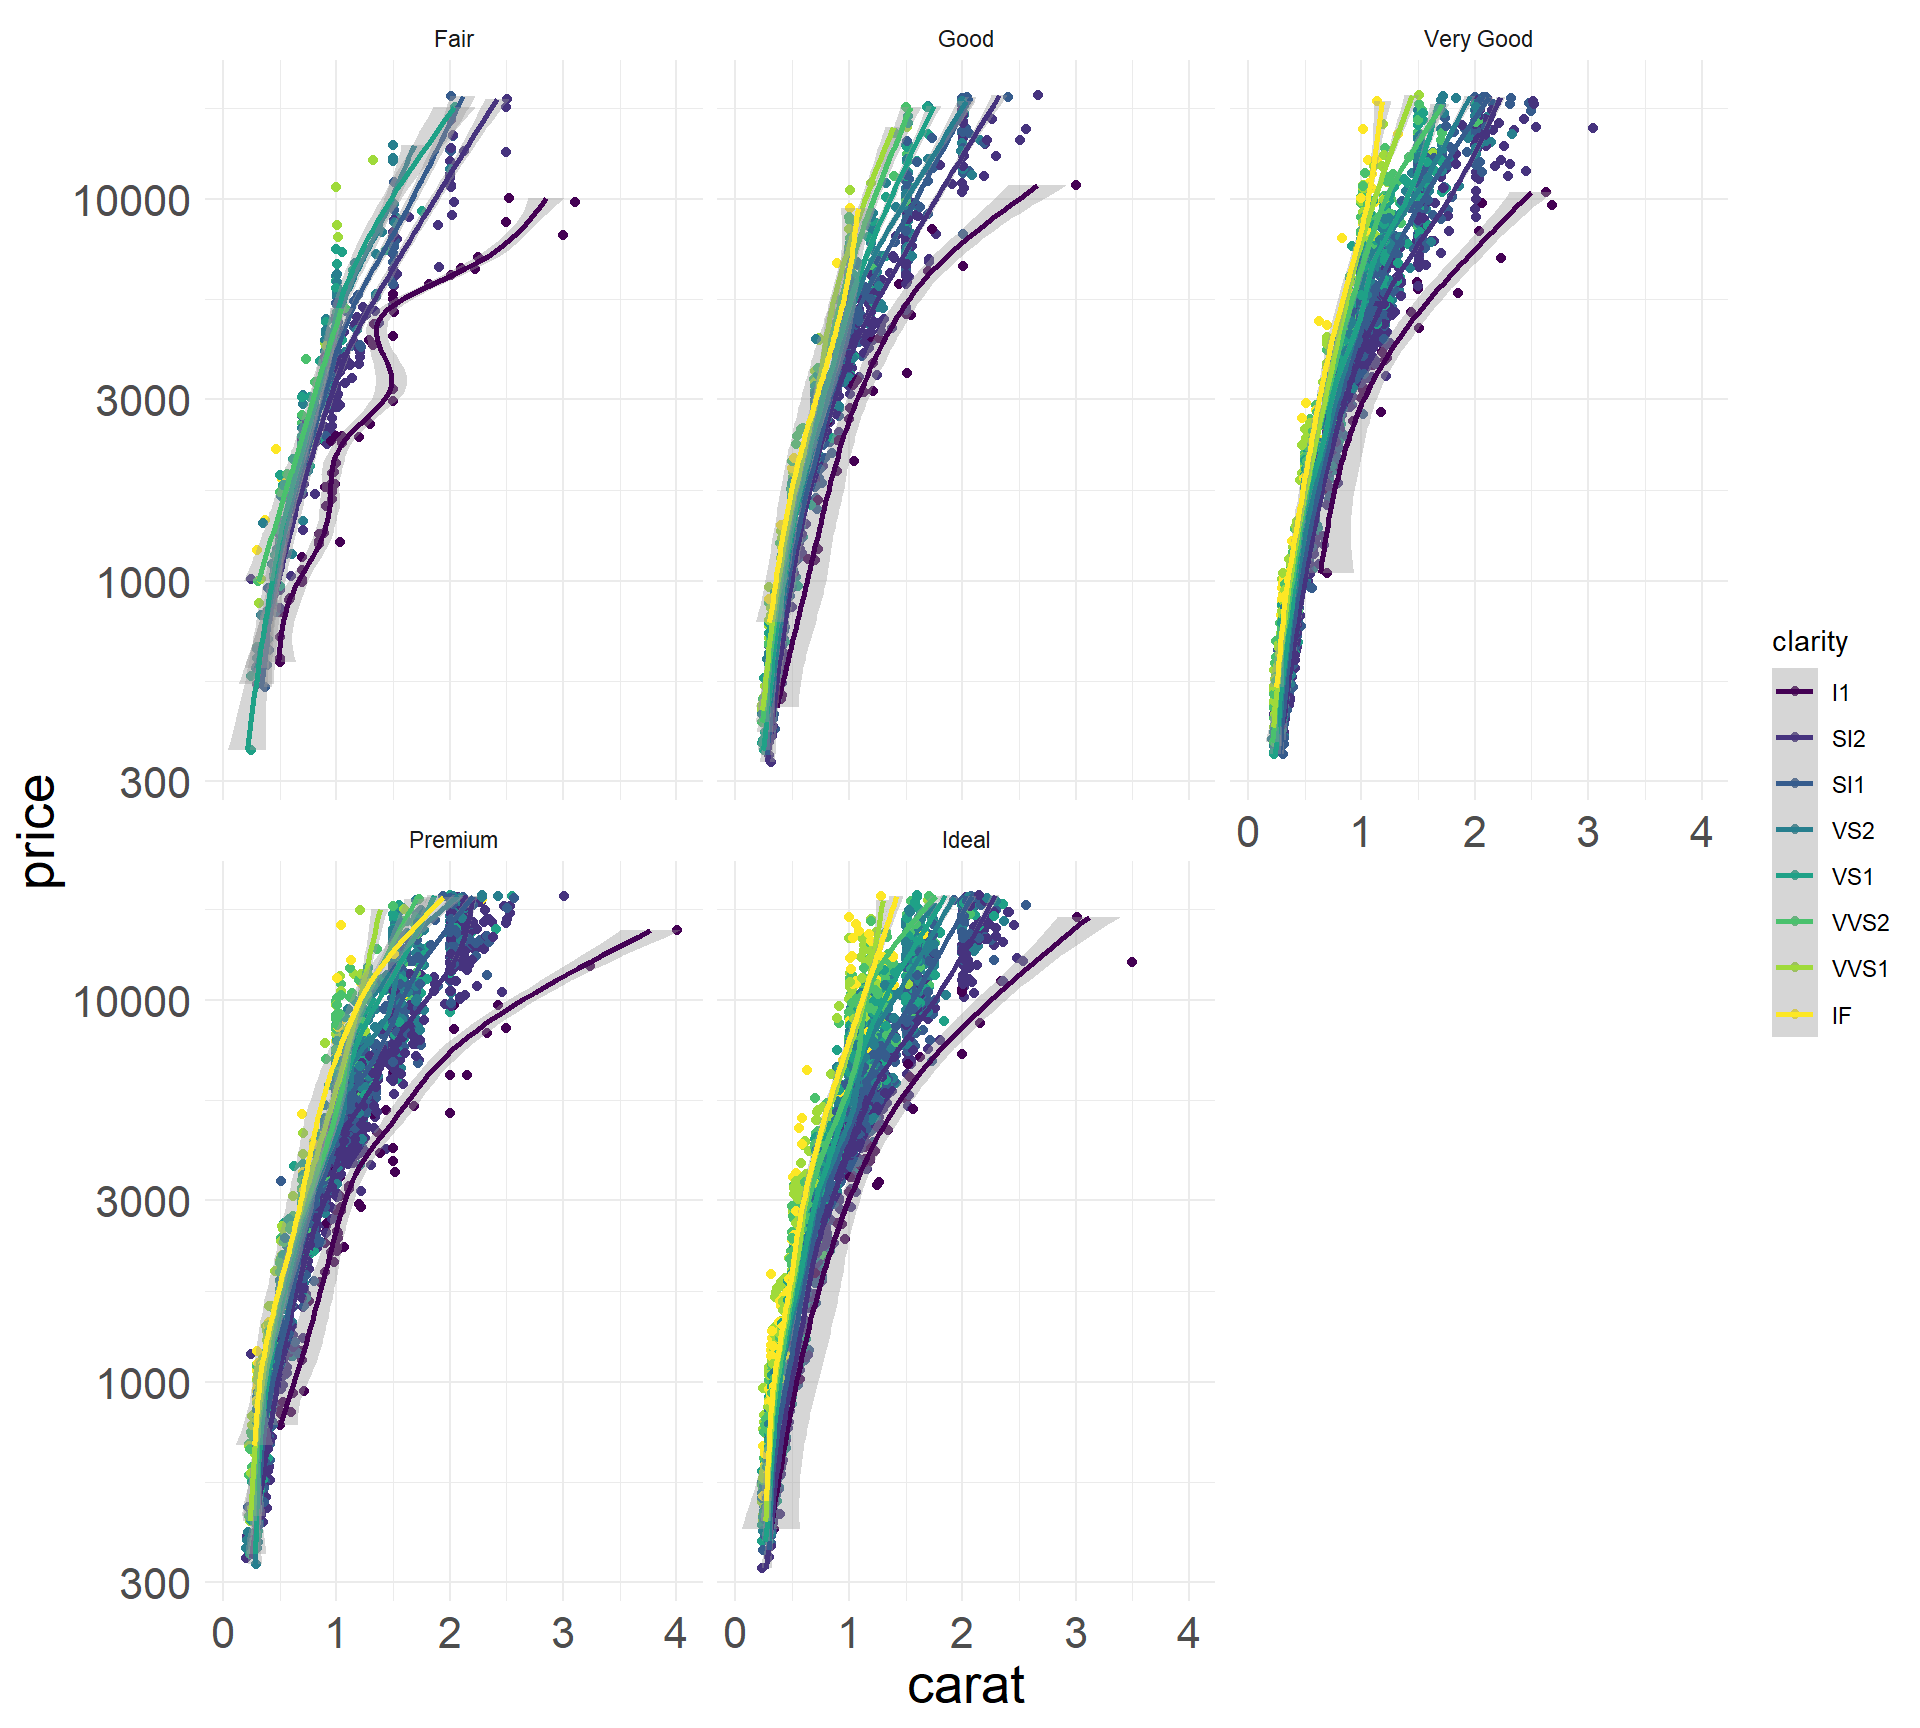 Fair
Good
Very Good
10000
3000
1000
300
0 1 2 3 4
Premium
Ideal
10000
3000
1000
300
0 1 2 3 4
0 1 2 3 4
carat
price
clarity
I1
SI2
SI1
VS2
VS1
VVS2
VVS1
IF